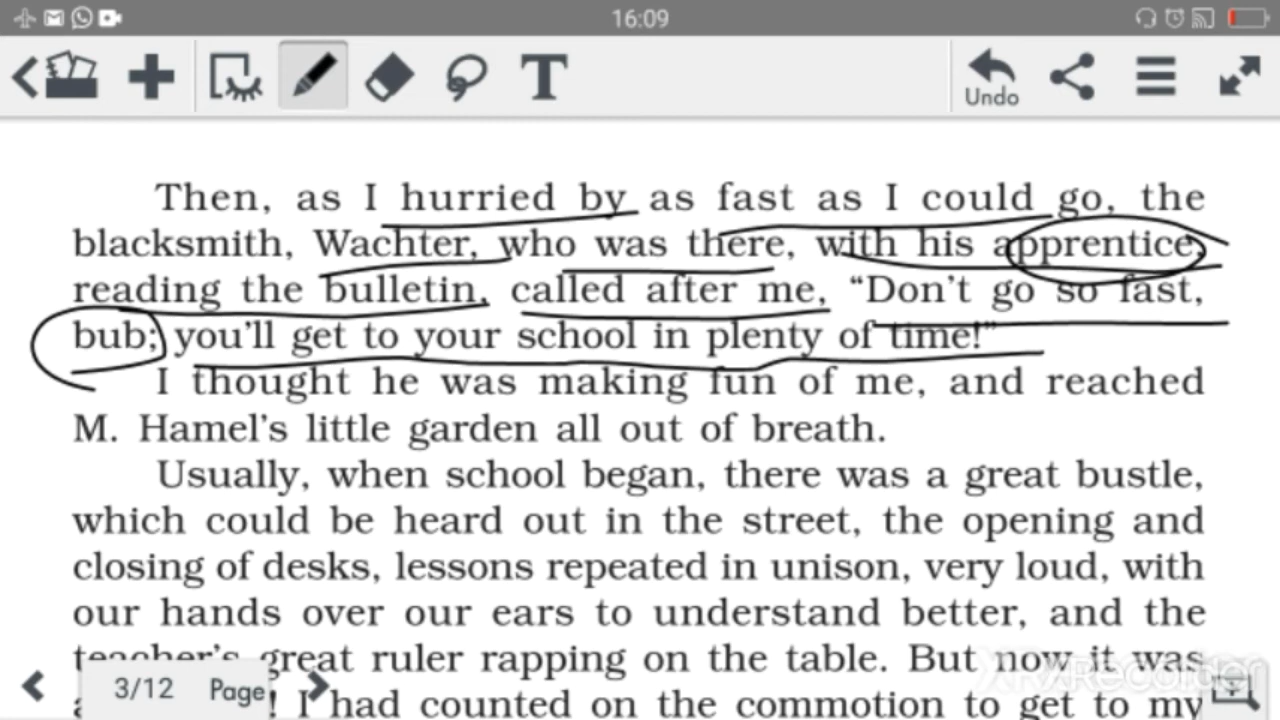 16:09
T
Undo
Then, as I hurried by as fast as I could go, the
blacksmith, Wachter, who was there, with his apprentice,
reading the bulletin, called after me, “Don’t go so fast,
bub; you’ll get to your school in plenty of time!”
I thought he was making fun of me, and reached
M. Hamel’s little garden all out of breath.
Usually, when school began, there was a great bustle,
which could be heard out in the street, the opening and
closing of desks, lessons repeated in unison, very loud, with
our hands over our ears to understand better, and the
teacher’s great ruler rapping on the table. But now it was
! I had counted on the commotion to get to my
3/12 Page
XRecorder